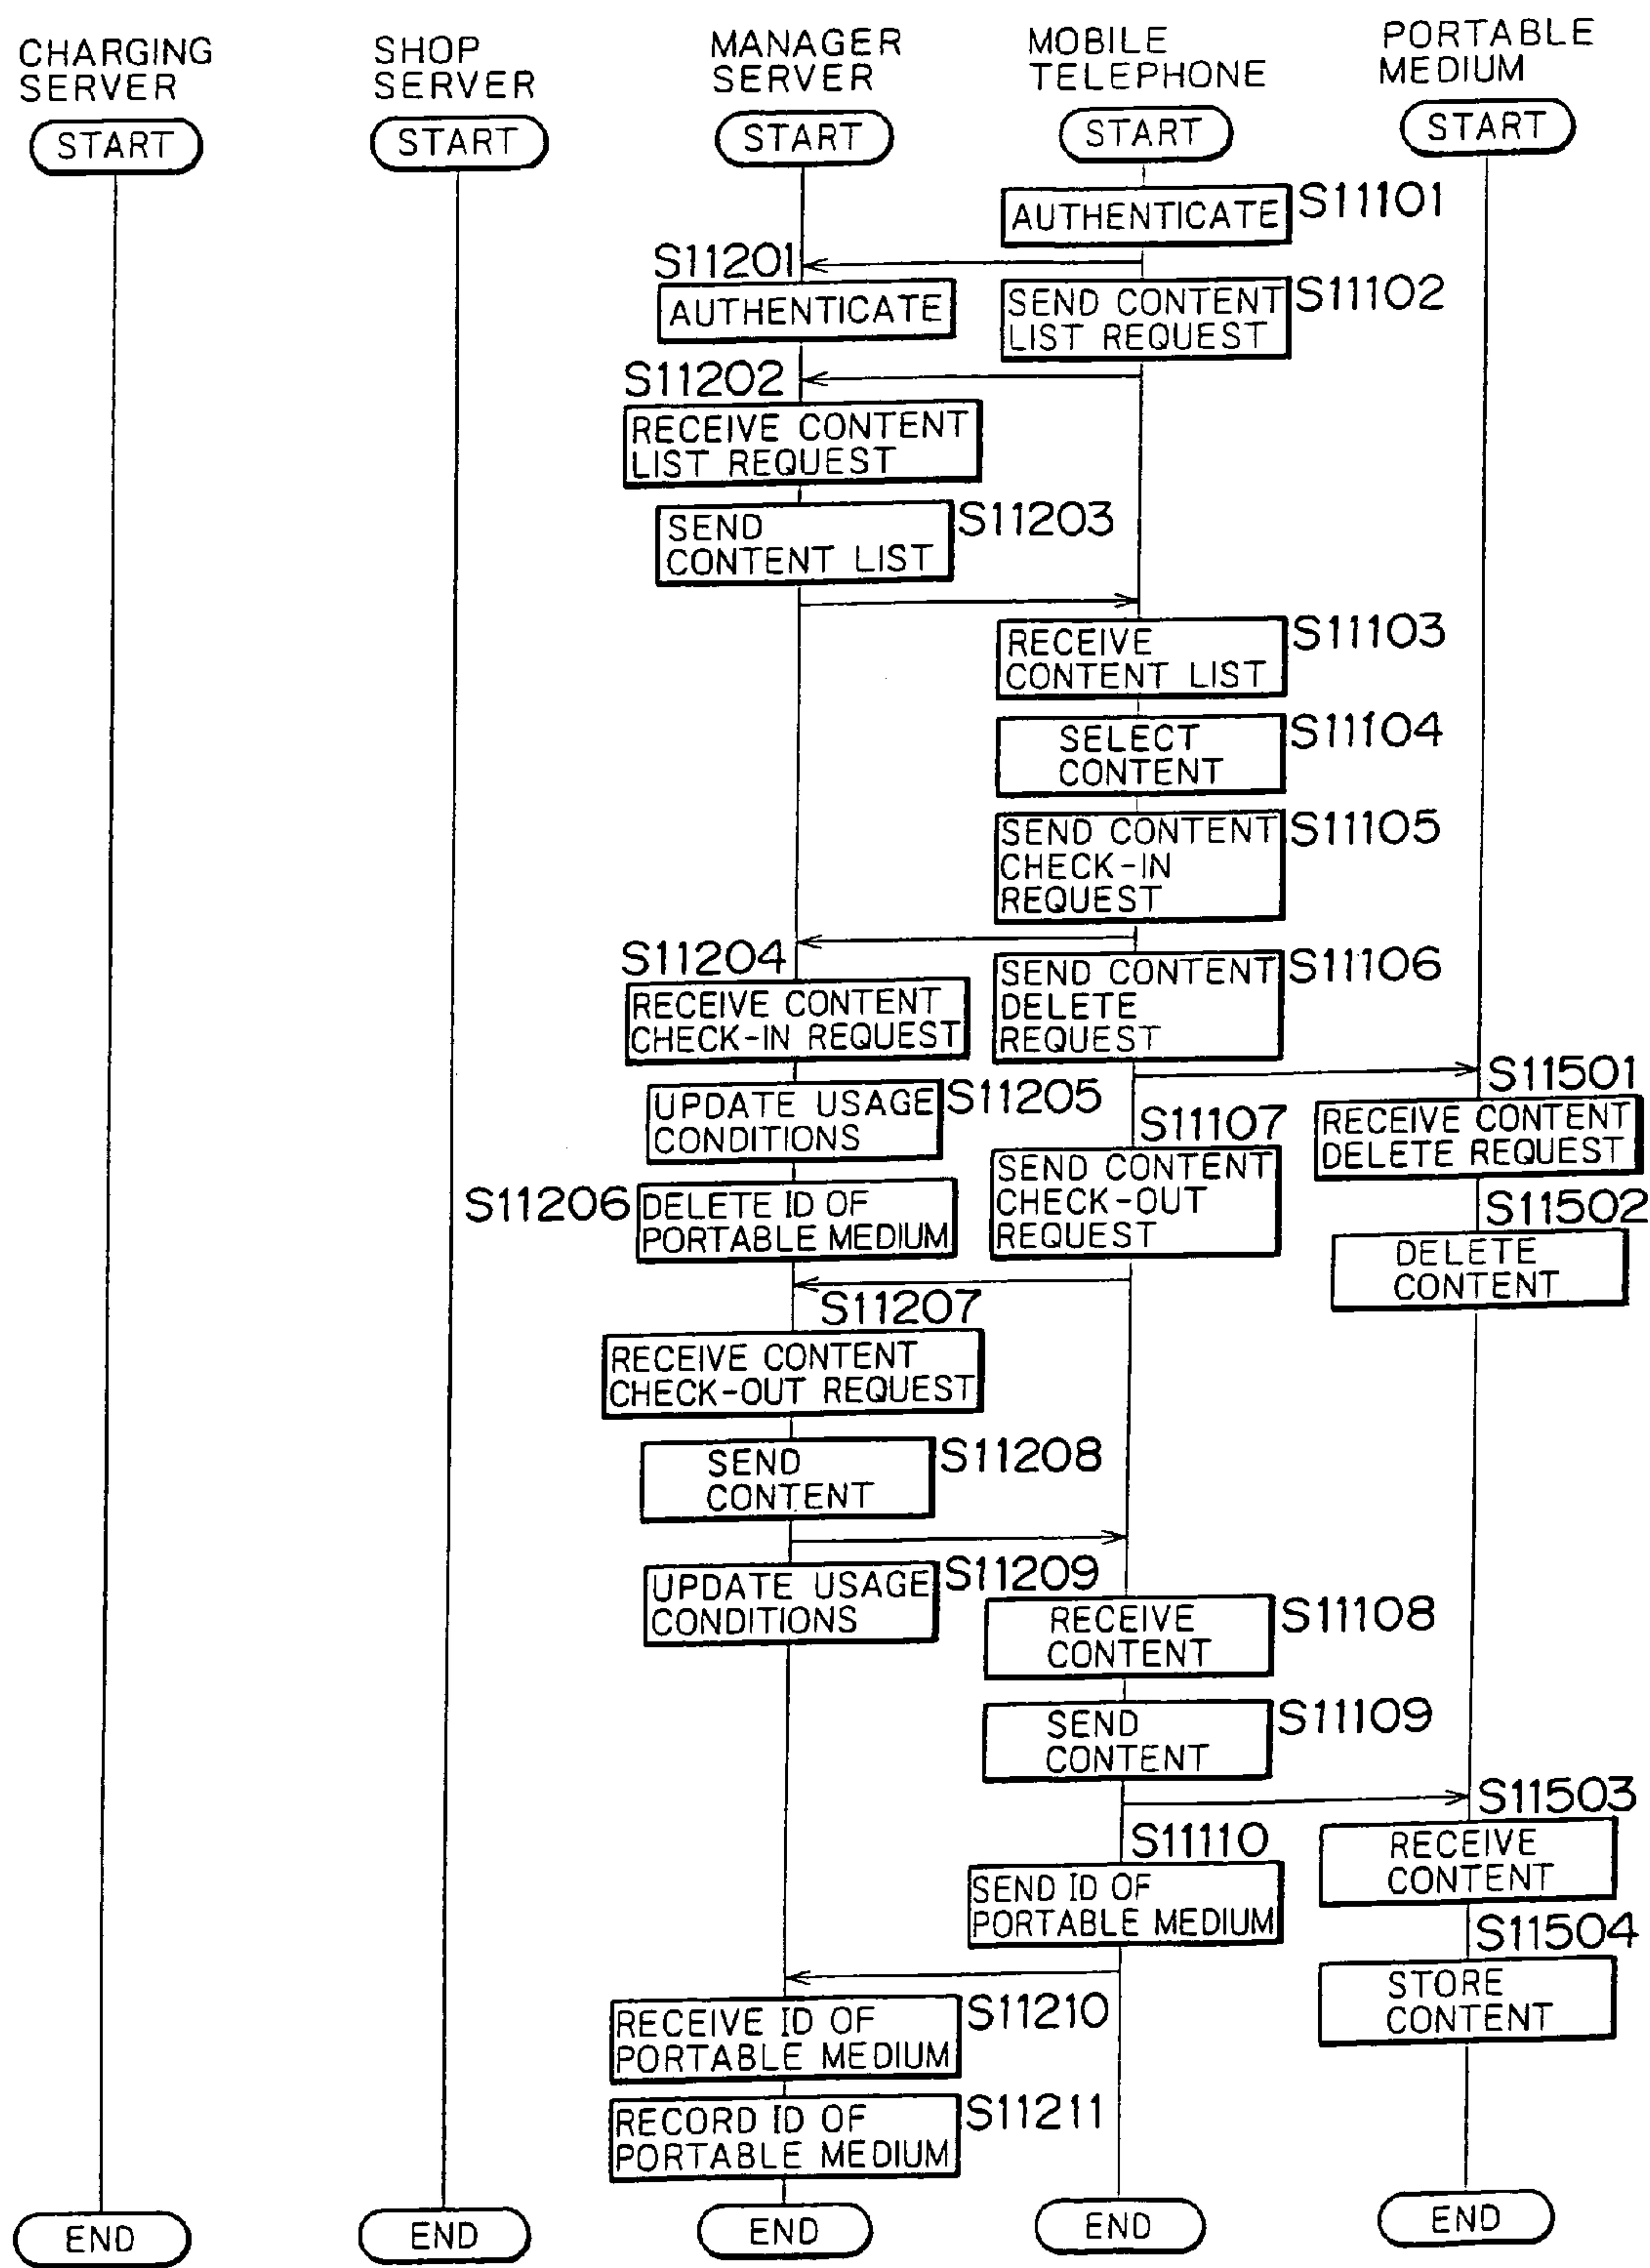 CHARGING
SERVER
SHOP
SERVER
MANAGER
SERVER
MOBILE
TELEPHONE
PORTABLE
MEDIUM
START
START
START
START
START
AUTHENTICATE
S11101
S11201
AUTHENTICATE
SEND CONTENT
LIST REQUEST
S11102
S11202
RECEIVE CONTENT
LIST REQUEST
SEND
CONTENT LIST
S11203
RECEIVE
CONTENT LIST
S11103
SELECT
CONTENT
S11104
SEND CONTENT
CHECK-IN
REQUEST
S11105
S11204
RECEIVE CONTENT
CHECK-IN REQUEST
SEND CONTENT
DELETE
REQUEST
S11106
S11501
RECEIVE CONTENT
DELETE REQUEST
UPDATE USAGE
CONDITIONS
S11205
S11107
SEND CONTENT
CHECK-OUT
REQUEST
S11206
DELETE ID OF
PORTABLE MEDIUM
S11502
DELETE
CONTENT
S11207
RECEIVE CONTENT
CHECK-OUT REQUEST
SEND
CONTENT
S11208
UPDATE USAGE
CONDITIONS
S11209
RECEIVE
CONTENT
S11108
SEND
CONTENT
S11109
S11503
RECEIVE
CONTENT
S11110
SEND ID OF
PORTABLE MEDIUM
S11504
STORE
CONTENT
RECEIVE ID OF
PORTABLE MEDIUM
S11210
RECORD ID OF
PORTABLE MEDIUM
S11211
END
END
END
END
END